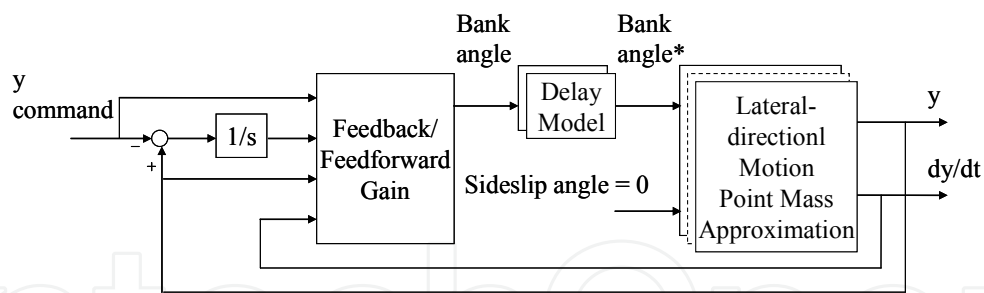 Bank
angle
Bank
angle*
y
command
−
+
1/s
Feedback/
Feedforward
Gain
Delay
Model
Sideslip angle = 0
Lateral-
directionl
Motion
Point Mass
Approximation
y
dy/dt